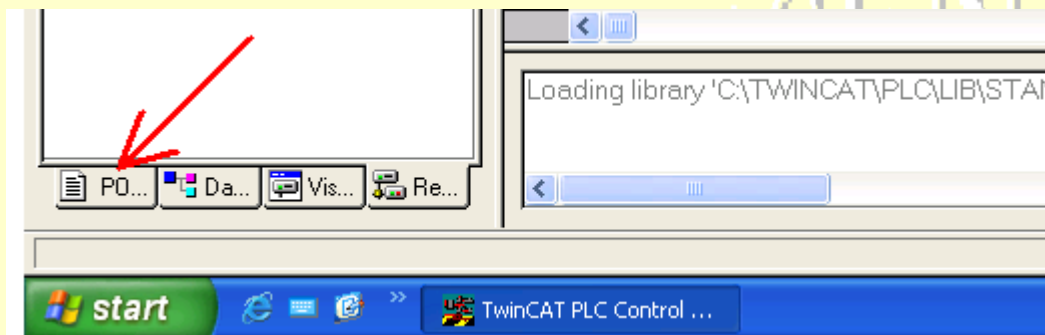 Loading library 'C:\TWINCAT\PLC\LIB\STAN
PO... Da... Vis... Re...
start
TwinCAT PLC Control ...